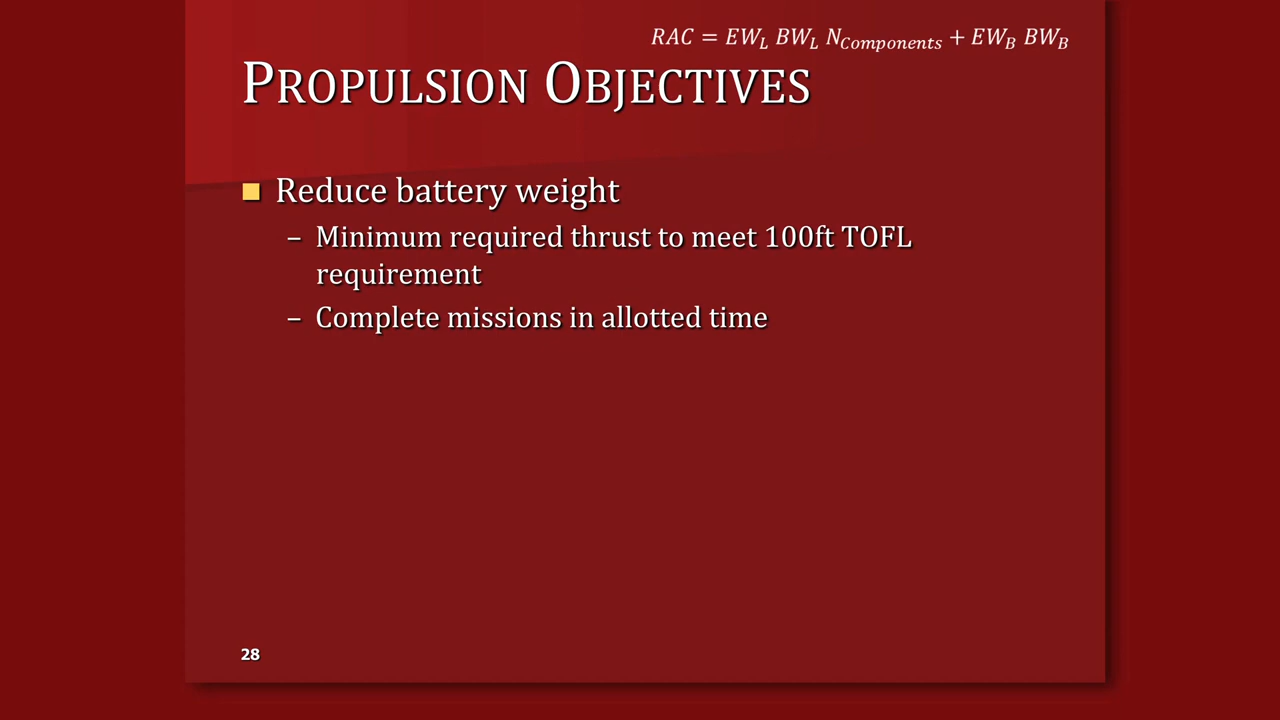 RAC = EW_L BW_L N_Components + EW_B BW_B
PROPULSION OBJECTIVES
■ Reduce battery weight
– Minimum required thrust to meet 100ft TOFL
requirement
– Complete missions in allotted time
28